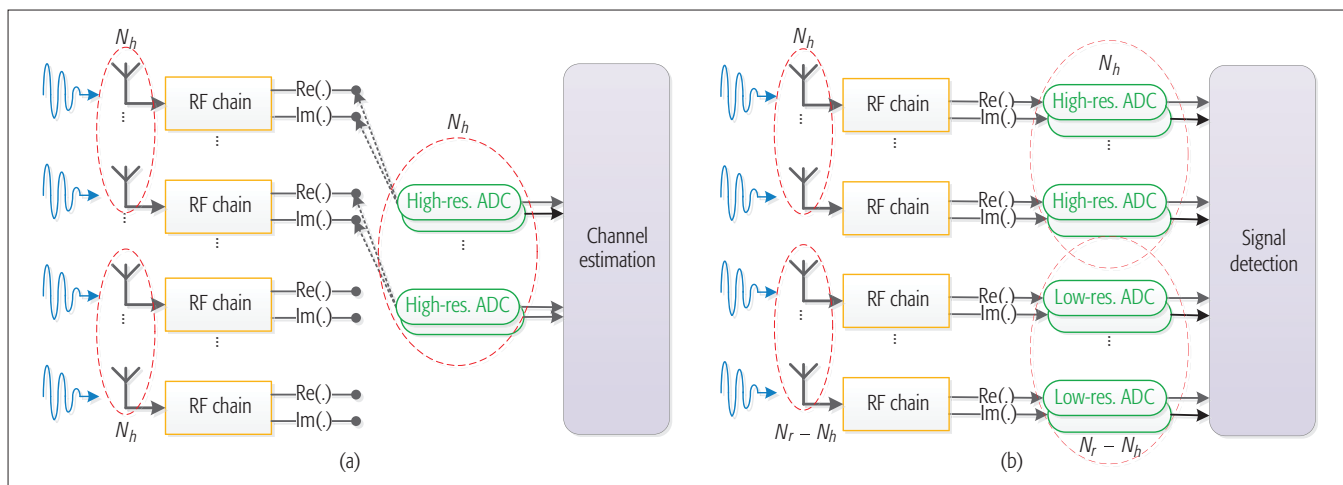 N_h
RF chain
Re(.)
Im(.)
...
N_h
...
RF chain
Re(.)
Im(.)
High-res. ADC
...
...
...
RF chain
Re(.)
Im(.)
High-res. ADC
...
...
RF chain
Re(.)
Im(.)
N_h
Channel
estimation
(a)
N_h
N_h
RF chain
Re(.)
Im(.)
High-res. ADC
...
...
...
RF chain
Re(.)
Im(.)
High-res. ADC
RF chain
Re(.)
Im(.)
Low-res. ADC
...
...
...
RF chain
Re(.)
Im(.)
Low-res. ADC
N_r – N_h
N_r – N_h
Signal
detection
(b)